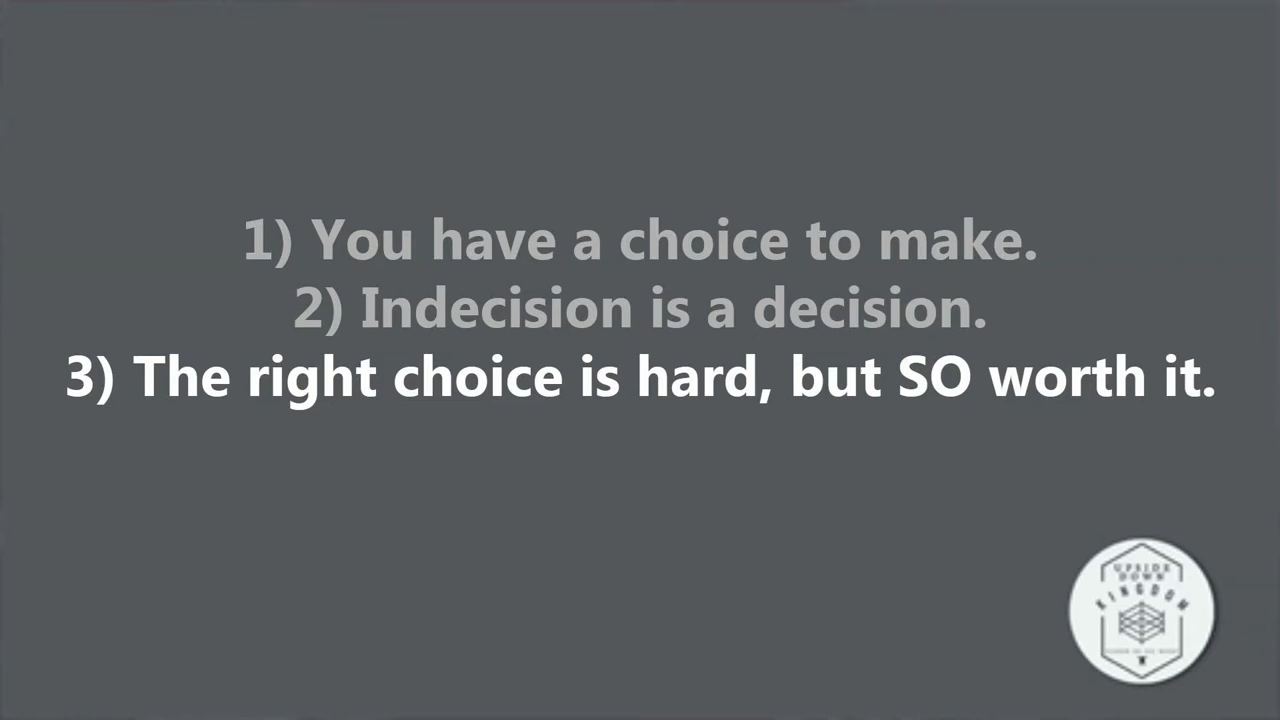 1) You have a choice to make.
2) Indecision is a decision.
3) The right choice is hard, but SO worth it.
UPSIDE
DOWN
KINGDOM